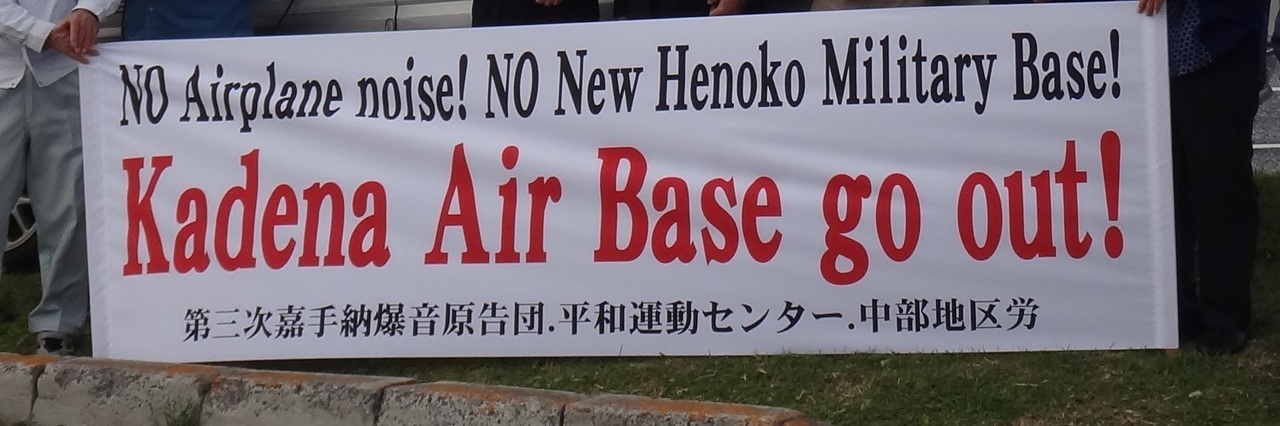 NO Airplane noise! NO New Henoko Military Base!
Kadena Air Base go out!
第三次嘉手納爆音原告団.平和運動センター.中部地区労